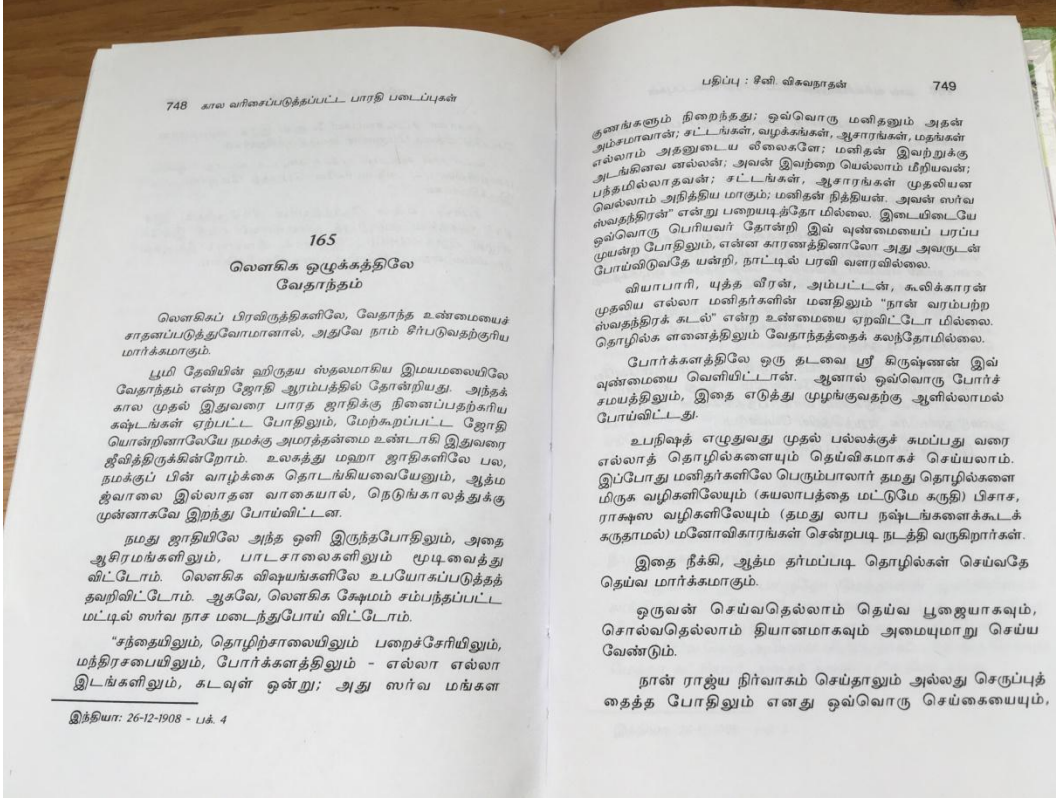 748 கால வரிசைப்படுத்தப்பட்ட பாரதி படைப்புகள்
165
லௌகிக ஒழுக்கத்திலே
வேதாந்தம்
லௌகிகப் பிரவிருத்திகளிலே, வேதாந்த உண்மையைச்
சாதனப்படுத்துவோமானால், அதுவே நாம் சீர்படுவதற்குரிய
மார்க்கமாகும்.
பூமி தேவியின் ஹிருதய ஸ்தலமாகிய இமயமலையிலே
வேதாந்தம் என்ற ஜோதி ஆரம்பத்தில் தோன்றியது. அந்தக்
கால முதல் இதுவரை பாரத ஜாதிக்கு நினைப்பதற்கரிய
கஷ்டங்கள் ஏற்பட்ட போதிலும், மேற்கூறப்பட்ட ஜோதி
யொன்றினாலேயே நமக்கு அமரத்தன்மை உண்டாகி இதுவரை
ஜீவித்திருக்கின்றோம். உலகத்து மஹா ஜாதிகளிலே பல,
நமக்குப் பின் வாழ்க்கை தொடங்கியவையேனும், ஆத்ம
ஜ்வாலை இல்லாதன வாகையால், நெடுங்காலத்துக்கு
முன்னாகவே இறந்து போய்விட்டன.
நமது ஜாதியிலே அந்த ஒளி இருந்தபோதிலும், அதை
ஆசிரமங்களிலும், பாடசாலைகளிலும் மூடிவைத்து
விட்டோம். லௌகிக விஷயங்களிலே உபயோகப்படுத்தத்
தவறிவிட்டோம். ஆகவே, லௌகிக க்ஷேமம் சம்பந்தப்பட்ட
மட்டில் ஸர்வ நாச மடைந்துபோய் விட்டோம்.
"சந்தையிலும், தொழிற்சாலையிலும் பறைச்சேரியிலும்,
மந்திரசபையிலும், போர்க்களத்திலும் - எல்லா எல்லா
இடங்களிலும், கடவுள் ஒன்று; அது ஸர்வ மங்கள
இந்தியா: 26-12-1908 - பக். 4
பதிப்பு : சீனி. விசுவநாதன் 749
குணங்களும் நிறைந்தது; ஒவ்வொரு மனிதனும் அதன்
அம்சமாவான்; சட்டங்கள், வழக்கங்கள், ஆசாரங்கள், மதங்கள்
எல்லாம் அதனுடைய லீலைகளே; மனிதன் இவற்றுக்கு
அடங்கினவ னல்லன்; அவன் இவற்றை யெல்லாம் மீறியவன்;
பந்தமில்லாதவன்; சட்டங்கள், ஆசாரங்கள் முதலியன
வெல்லாம் அநித்திய மாகும்; மனிதன் நித்தியன். அவன் ஸர்வ
ஸ்வதந்திரன்" என்று பறையடித்தோ மில்லை. இடையிடையே
ஒவ்வொரு பெரியவர் தோன்றி இவ் வுண்மையைப் பரப்ப
முயன்ற போதிலும், என்ன காரணத்தினாலோ அது அவருடன்
போய்விடுவதே யன்றி, நாட்டில் பரவி வளரவில்லை.
வியாபாரி, யுத்த வீரன், அம்பட்டன், கூலிக்காரன்
முதலிய எல்லா மனிதர்களின் மனதிலும் "நான் வரம்பற்ற
ஸ்வதந்திரக் கடல்" என்ற உண்மையை ஏறவிட்டோ மில்லை.
தொழில்க ளனைத்திலும் வேதாந்தத்தைக் கலந்தோமில்லை.
போர்க்களத்திலே ஒரு தடவை ஸ்ரீ கிருஷ்ணன் இவ்
வுண்மையை வெளியிட்டான். ஆனால் ஒவ்வொரு போர்ச்
சமயத்திலும், இதை எடுத்து முழங்குவதற்கு ஆளில்லாமல்
போய்விட்டது.
உபநிஷத் எழுதுவது முதல் பல்லக்குச் சுமப்பது வரை
எல்லாத் தொழில்களையும் தெய்விகமாகச் செய்யலாம்.
இப்போது மனிதர்களிலே பெரும்பாலார் தமது தொழில்களை
மிருக வழிகளிலேயும் (சுயலாபத்தை மட்டுமே கருதி) பிசாச,
ராக்ஷஸ வழிகளிலேயும் (தமது லாப நஷ்டங்களைக்கூடக்
கருதாமல்) மனோவிகாரங்கள் சென்றபடி நடத்தி வருகிறார்கள்.
இதை நீக்கி, ஆத்ம தர்மப்படி தொழில்கள் செய்வதே
தெய்வ மார்க்கமாகும்.
ஒருவன் செய்வதெல்லாம் தெய்வ பூஜையாகவும்,
சொல்வதெல்லாம் தியானமாகவும் அமையுமாறு செய்ய
வேண்டும்.
நான் ராஜ்ய நிர்வாகம் செய்தாலும் அல்லது செருப்புத்
தைத்த போதிலும் எனது ஒவ்வொரு செய்கையையும்,